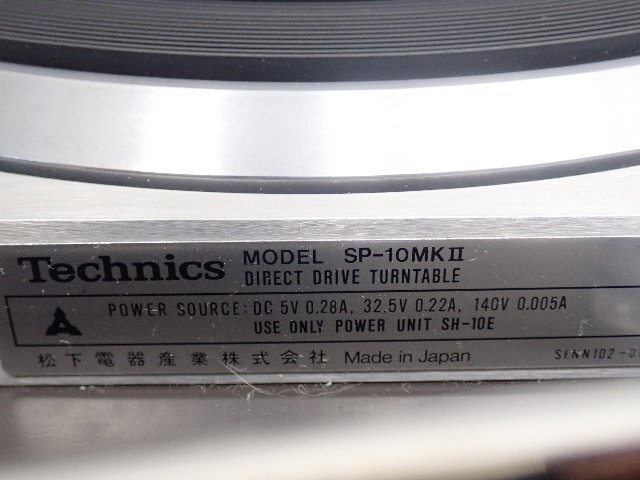 Technics MODEL SP-10MKII
DIRECT DRIVE TURNTABLE
POWER SOURCE: DC 5V 0.28A, 32.5V 0.22A, 140V 0.005A
USE ONLY POWER UNIT SH-10E
松下電器産業株式会社 Made in Japan